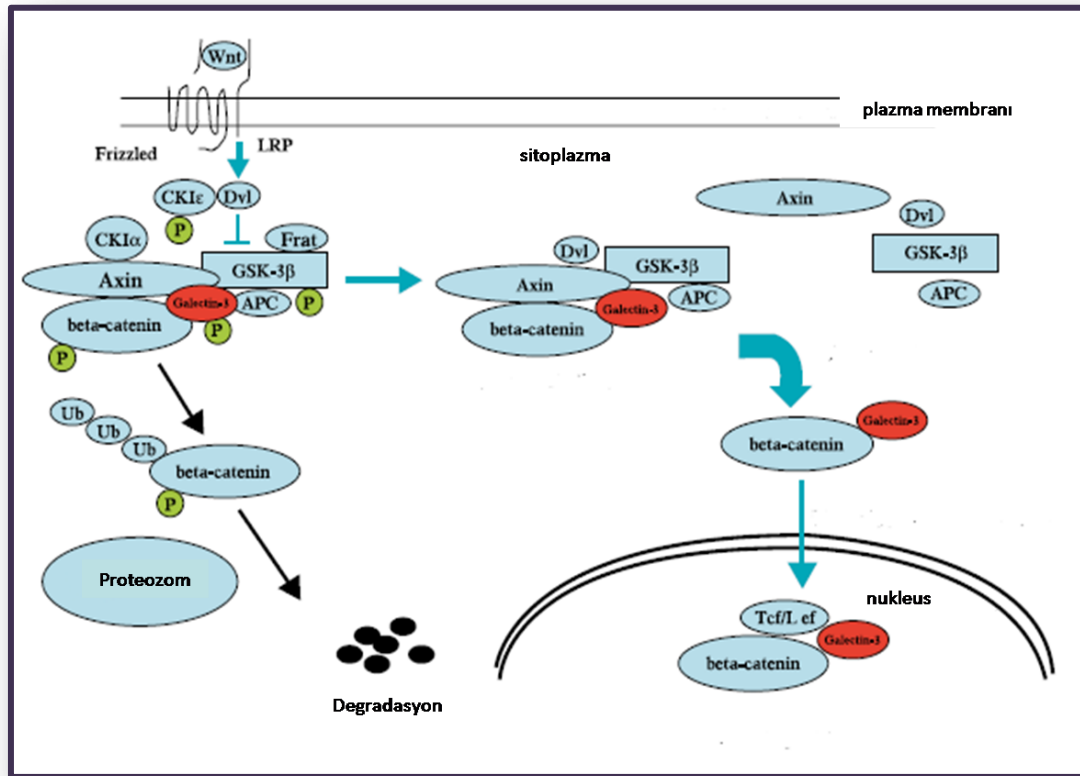 Wnt
plazma membranı
Frizzled
LRP
sitoplazma
CKIε
Dvl
P
CKIα
Frat
Axin
GSK-3β
Galectin-3
APC
P
P
beta-catenin
P
Dvl
GSK-3β
Axin
Galectin-3
APC
beta-catenin
Axin
Dvl
GSK-3β
APC
Ub
Ub
Ub
beta-catenin
P
beta-catenin
Galectin-3
Proteozom
Degradasyon
nukleus
Tcf/L ef
Galectin-3
beta-catenin